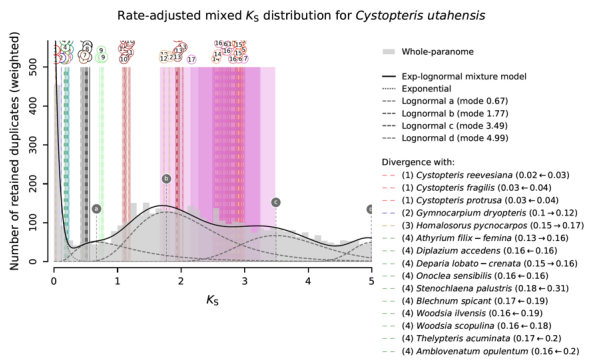 Rate-adjusted mixed KS distribution for Cystopteris utahensis
Whole-paranome
Exp-lognormal mixture model
Exponential
Lognormal a (mode 0.67)
Lognormal b (mode 1.77)
Lognormal c (mode 3.49)
Lognormal d (mode 4.99)
Divergence with:
(1) Cystopteris reevesiana (0.02←0.03)
(1) Cystopteris fragilis (0.03←0.04)
(1) Cystopteris protrusa (0.03←0.04)
(2) Gymnocarpium dryopteris (0.1→0.12)
(3) Homalosorus pycnocarpos (0.15→0.17)
(4) Athyrium filix−femina (0.13→0.16)
(4) Diplazium accedens (0.16←0.16)
(4) Deparia lobato−crenata (0.15→0.16)
(4) Onoclea sensibilis (0.16←0.16)
(4) Stenochlaena palustris (0.18←0.31)
(4) Blechnum spicant (0.17←0.19)
(4) Woodsia ilvensis (0.16←0.19)
(4) Woodsia scopulina (0.16←0.18)
(4) Thelypteris acuminata (0.17←0.2)
(4) Amblovenatum opulentum (0.16←0.2)
Number of retained duplicates (weighted)
500
400
300
200
100
0
a
b
c
0 1 2 3 4 5
KS